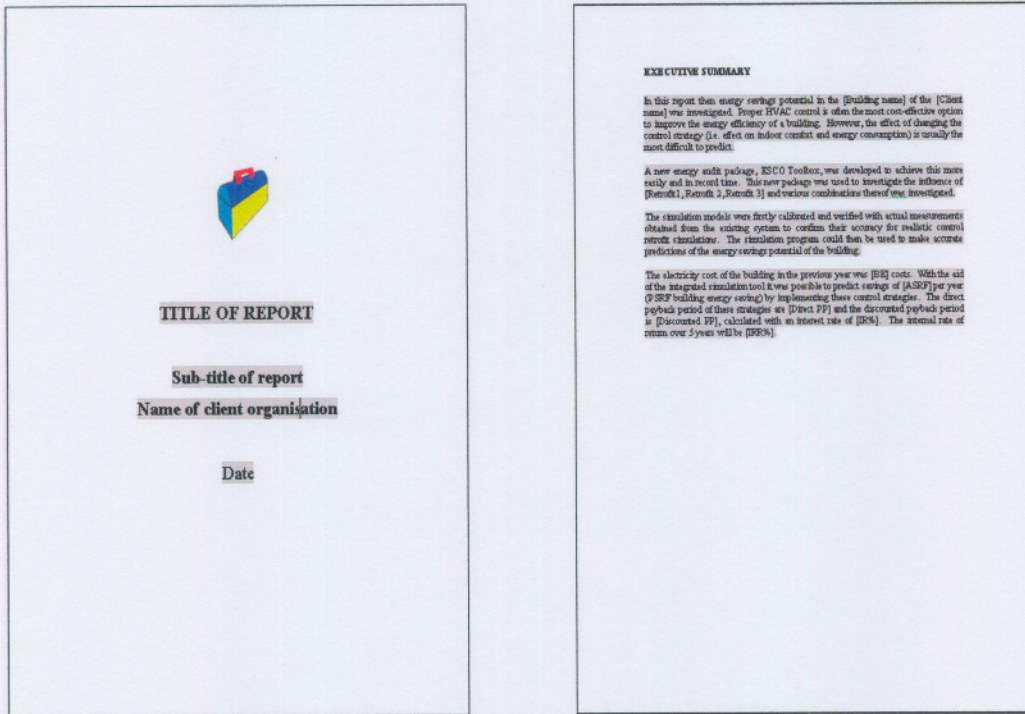 TITLE OF REPORT
Sub-title of report
Name of client organisation
Date
EXECUTIVE SUMMARY
In this report then energy savings potential in the [Building name] of the [Client
name] was investigated. Proper HVAC control is often the most cost-effective option
to improve the energy efficiency of a building. However, the effect of changing the
control strategy (i.e. effect on indoor comfort and energy consumption) is usually the
most difficult to predict.
A new energy audit package, ESCO Toolbox, was developed to achieve this more
easily and in record time. This new package was used to investigate the influence of
[Retrofit1, Retrofit 2, Retrofit 3] and various combinations thereof was investigated.
The simulation models were firstly calibrated and verified with actual measurements
obtained from the existing system to confirm their accuracy for realistic control
retrofit simulations. The simulation program could then be used to make accurate
predictions of the energy savings potential of the building.
The electricity cost of the building in the previous year was [BE] costs. With the aid
of the integrated simulation tool it was possible to predict savings of [ASRF] per year
(PSRF building energy saving) by implementing these control strategies. The direct
payback period of these strategies are [Direct PP] and the discounted payback period
is [Discounted PP], calculated with an interest rate of [IR%]. The internal rate of
return over 5 years will be [IRR%].